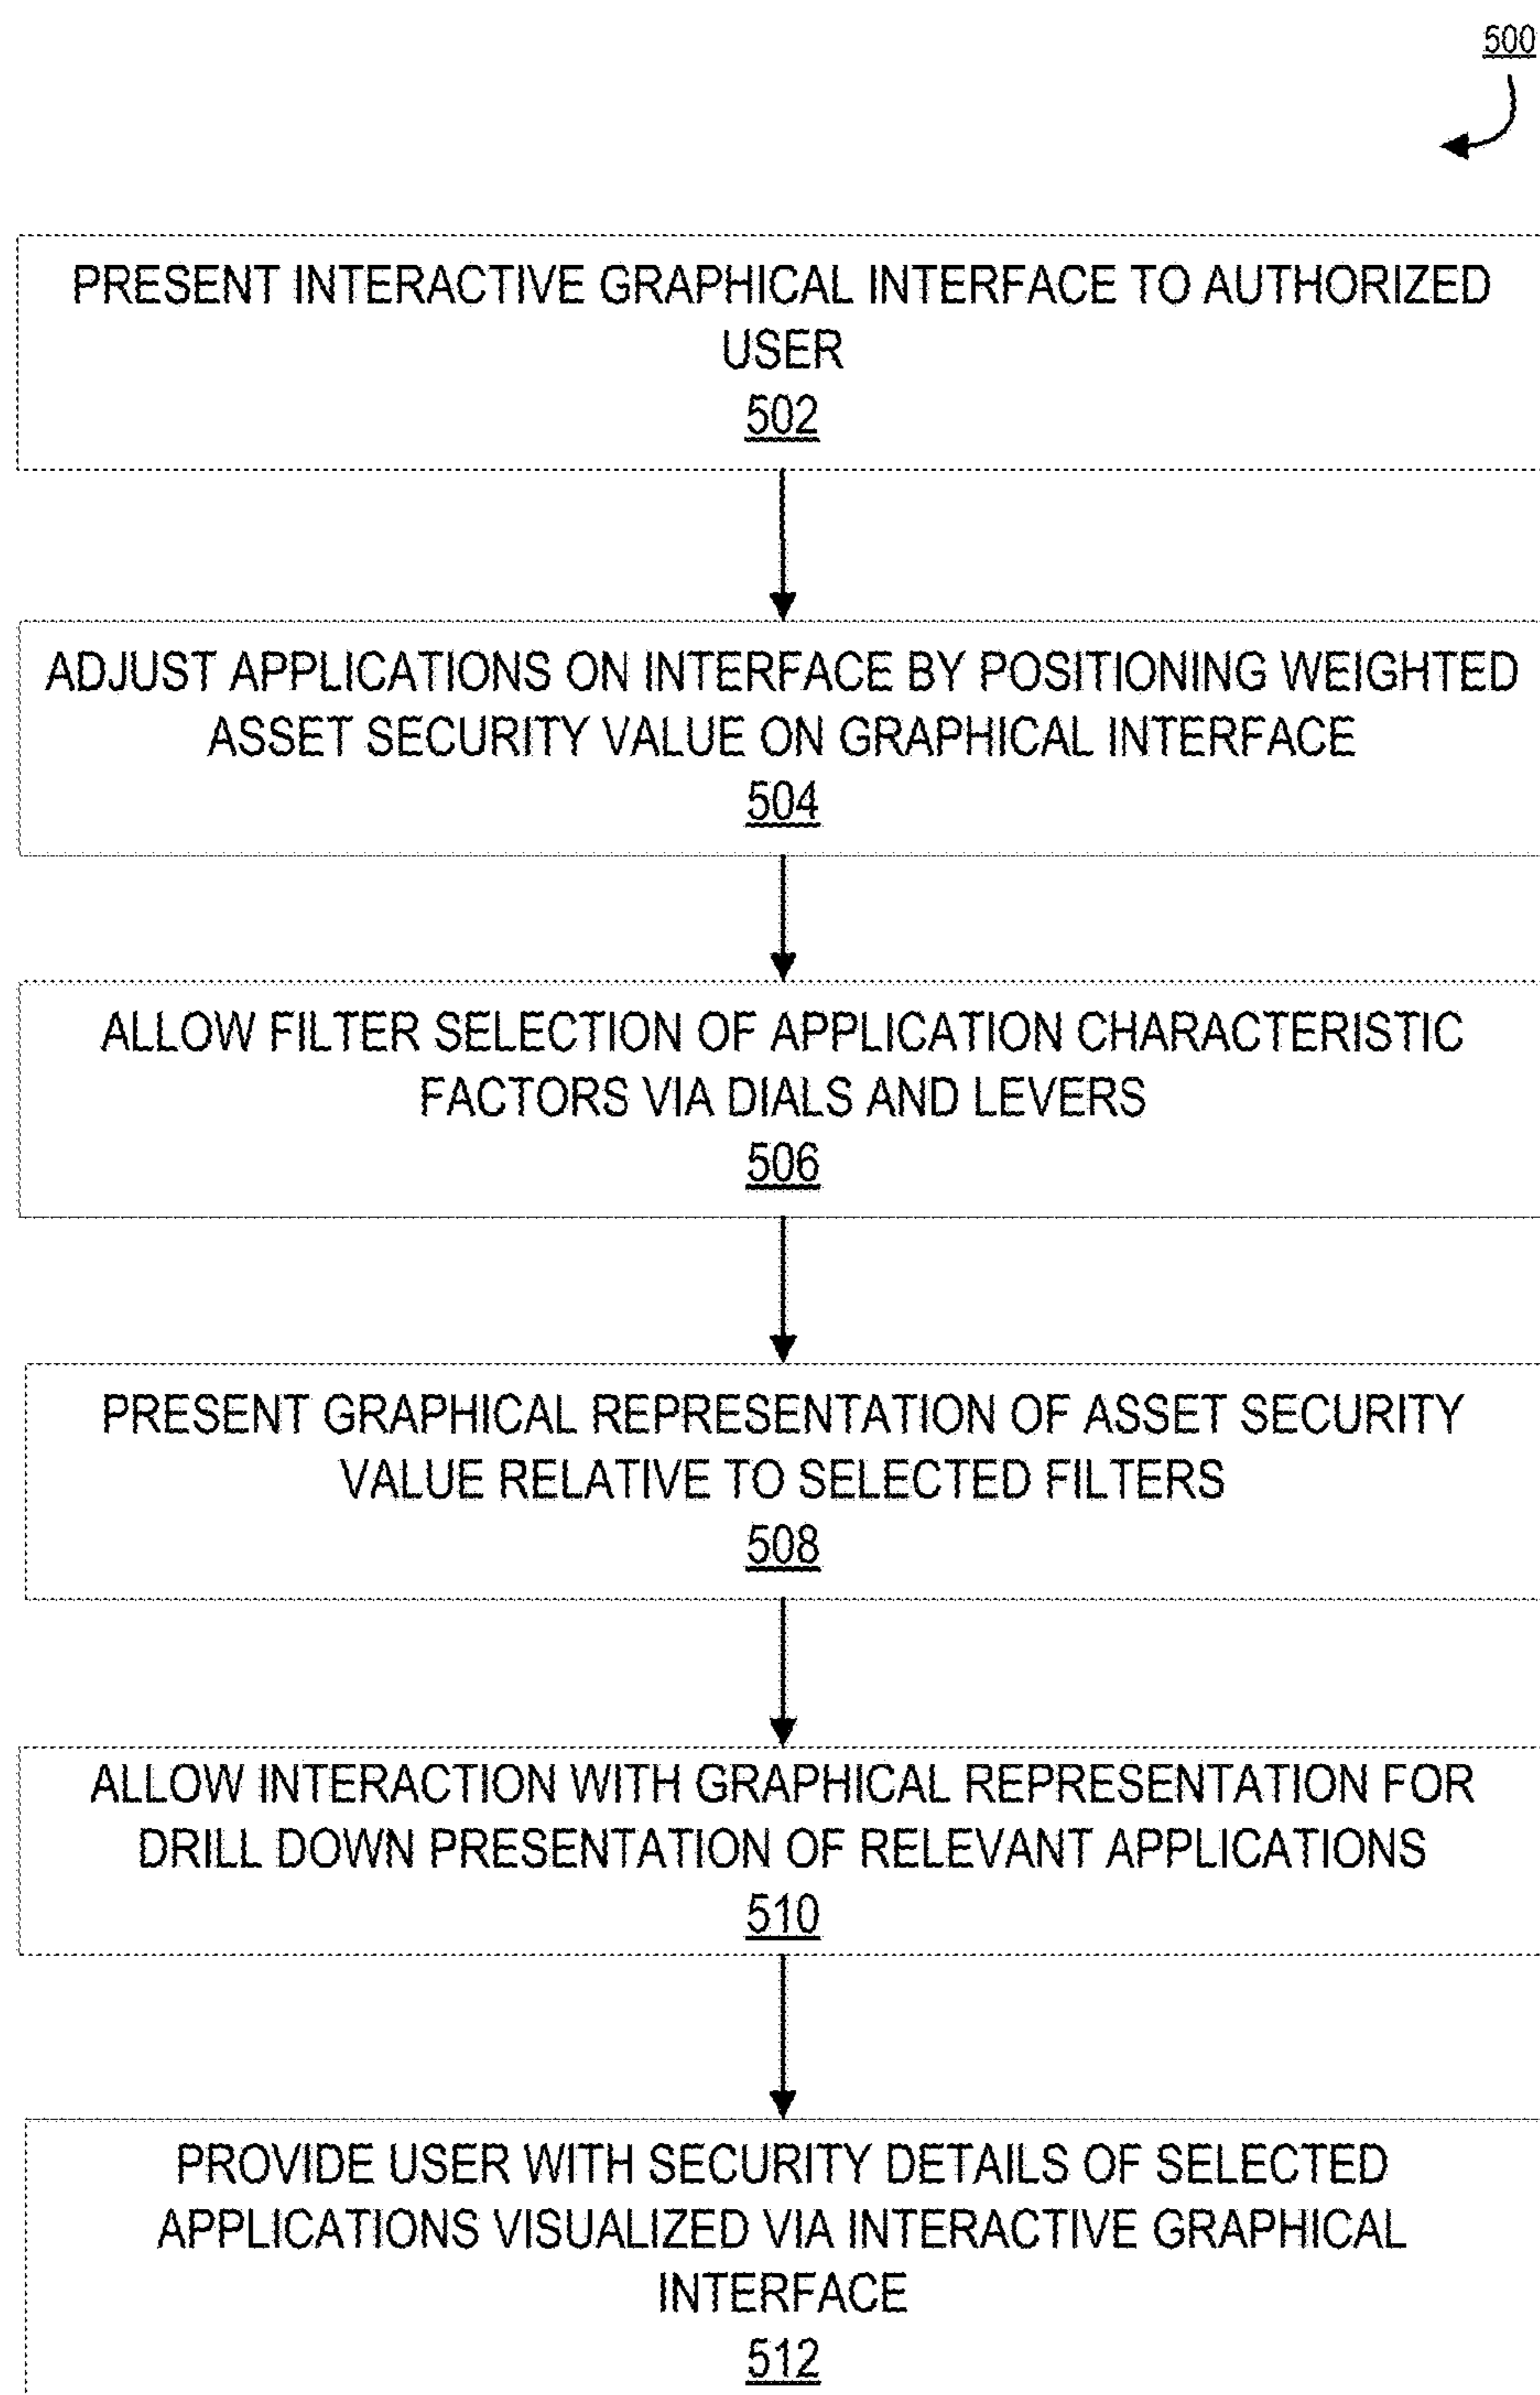 500
PRESENT INTERACTIVE GRAPHICAL INTERFACE TO AUTHORIZED
USER
502
ADJUST APPLICATIONS ON INTERFACE BY POSITIONING WEIGHTED
ASSET SECURITY VALUE ON GRAPHICAL INTERFACE
504
ALLOW FILTER SELECTION OF APPLICATION CHARACTERISTIC
FACTORS VIA DIALS AND LEVERS
506
PRESENT GRAPHICAL REPRESENTATION OF ASSET SECURITY
VALUE RELATIVE TO SELECTED FILTERS
508
ALLOW INTERACTION WITH GRAPHICAL REPRESENTATION FOR
DRILL DOWN PRESENTATION OF RELEVANT APPLICATIONS
510
PROVIDE USER WITH SECURITY DETAILS OF SELECTED
APPLICATIONS VISUALIZED VIA INTERACTIVE GRAPHICAL
INTERFACE
512